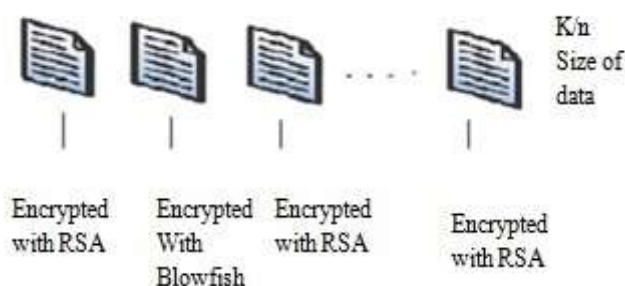 K/n
Size of
data
Encrypted
with RSA
Encrypted
With
Blowfish
Encrypted
with RSA
Encrypted
with RSA